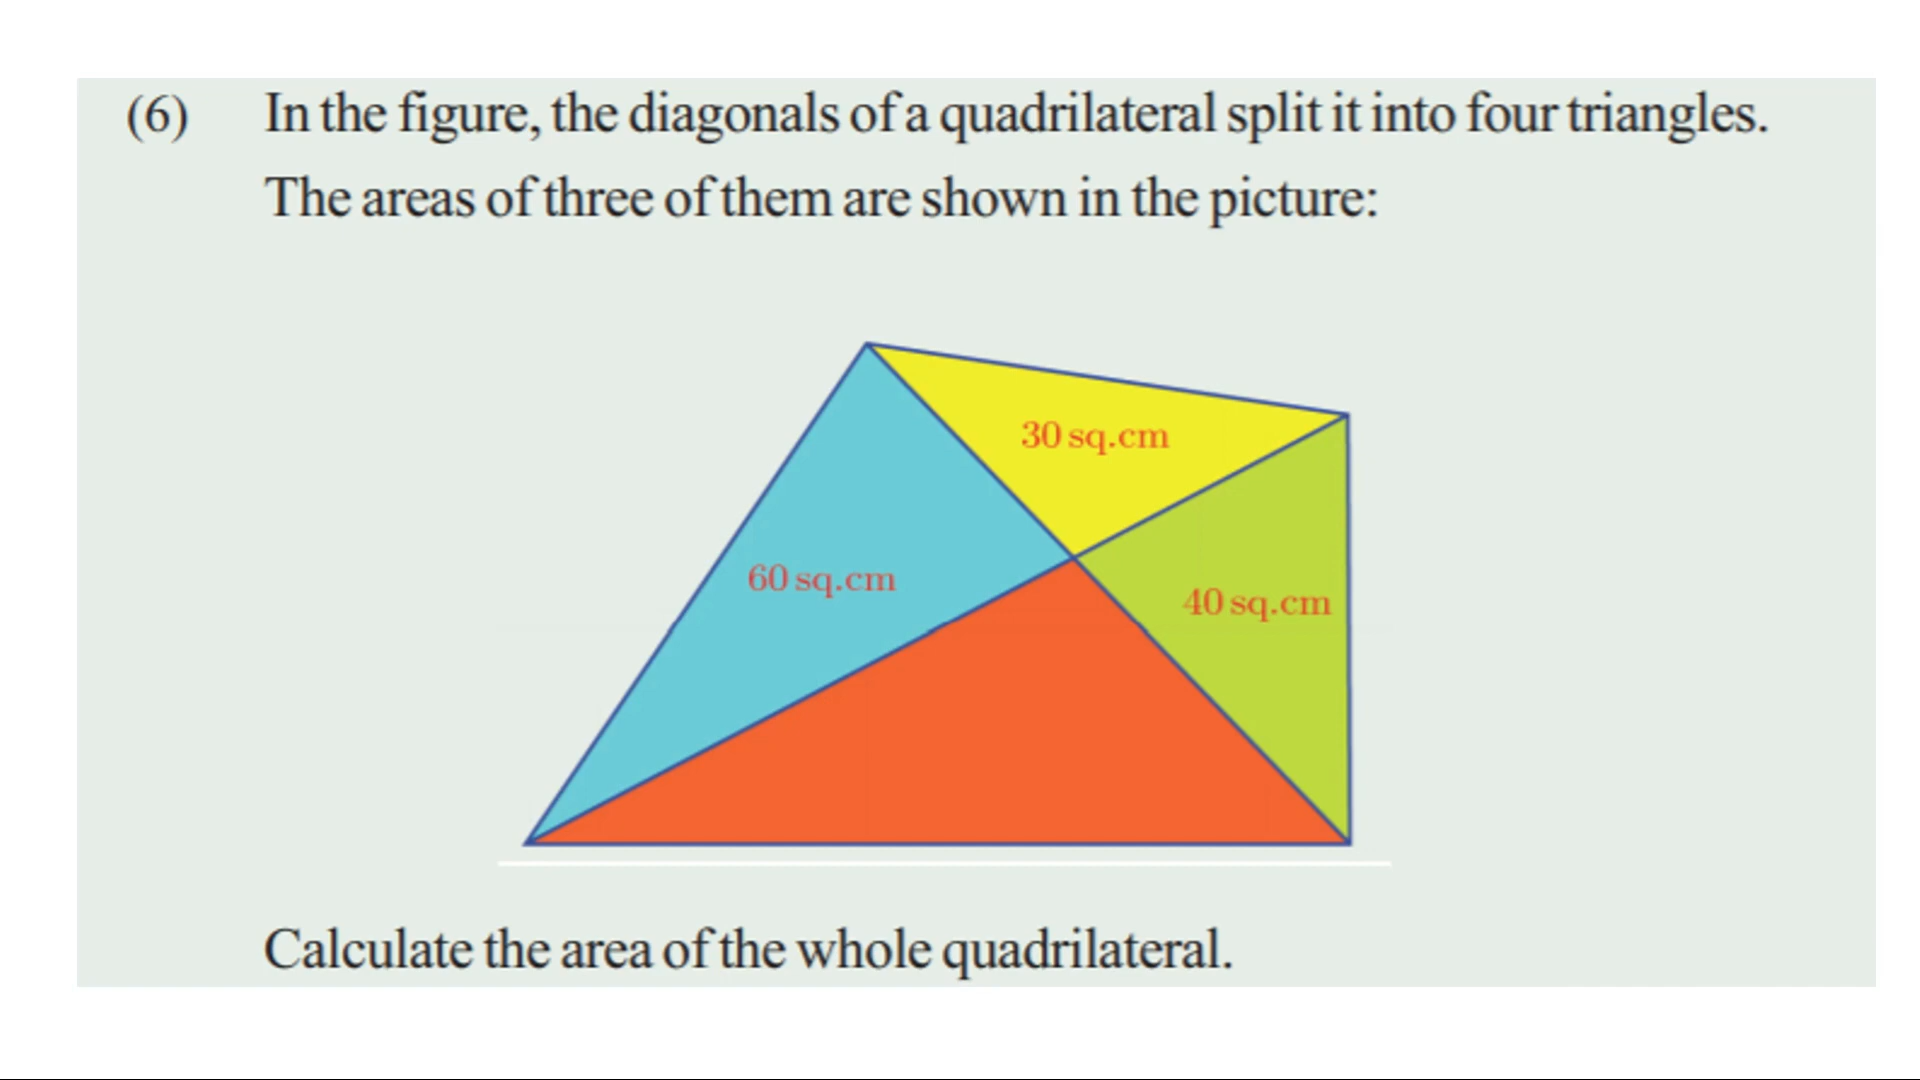 (6) In the figure, the diagonals of a quadrilateral split it into four triangles.
The areas of three of them are shown in the picture:
30 sq.cm
60 sq.cm
40 sq.cm
Calculate the area of the whole quadrilateral.